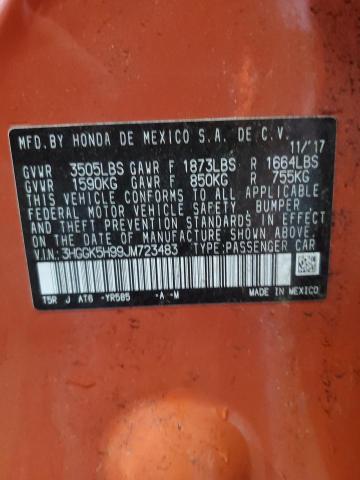 MFD.BY HONDA DE MEXICO S.A. DE C.V.
11/'17
GVWR 3505LBS GAWR F 1873LBS R 1664LBS
GVWR 1590KG GAWR F 850KG R 755KG
THIS VEHICLE CONFORMS TO ALL APPLICABLE
FEDERAL MOTOR VEHICLE SAFETY, BUMPER
AND THEFT PREVENTION STANDARDS IN EFFECT
ON THE DATE OF MANUFACTURE SHOWN ABOVE.
V.I.N:3HGGK5H99JM723483 TYPE:PASSENGER CAR
T5R J AT6 -YR585 -A -M
MADE IN MEXICO